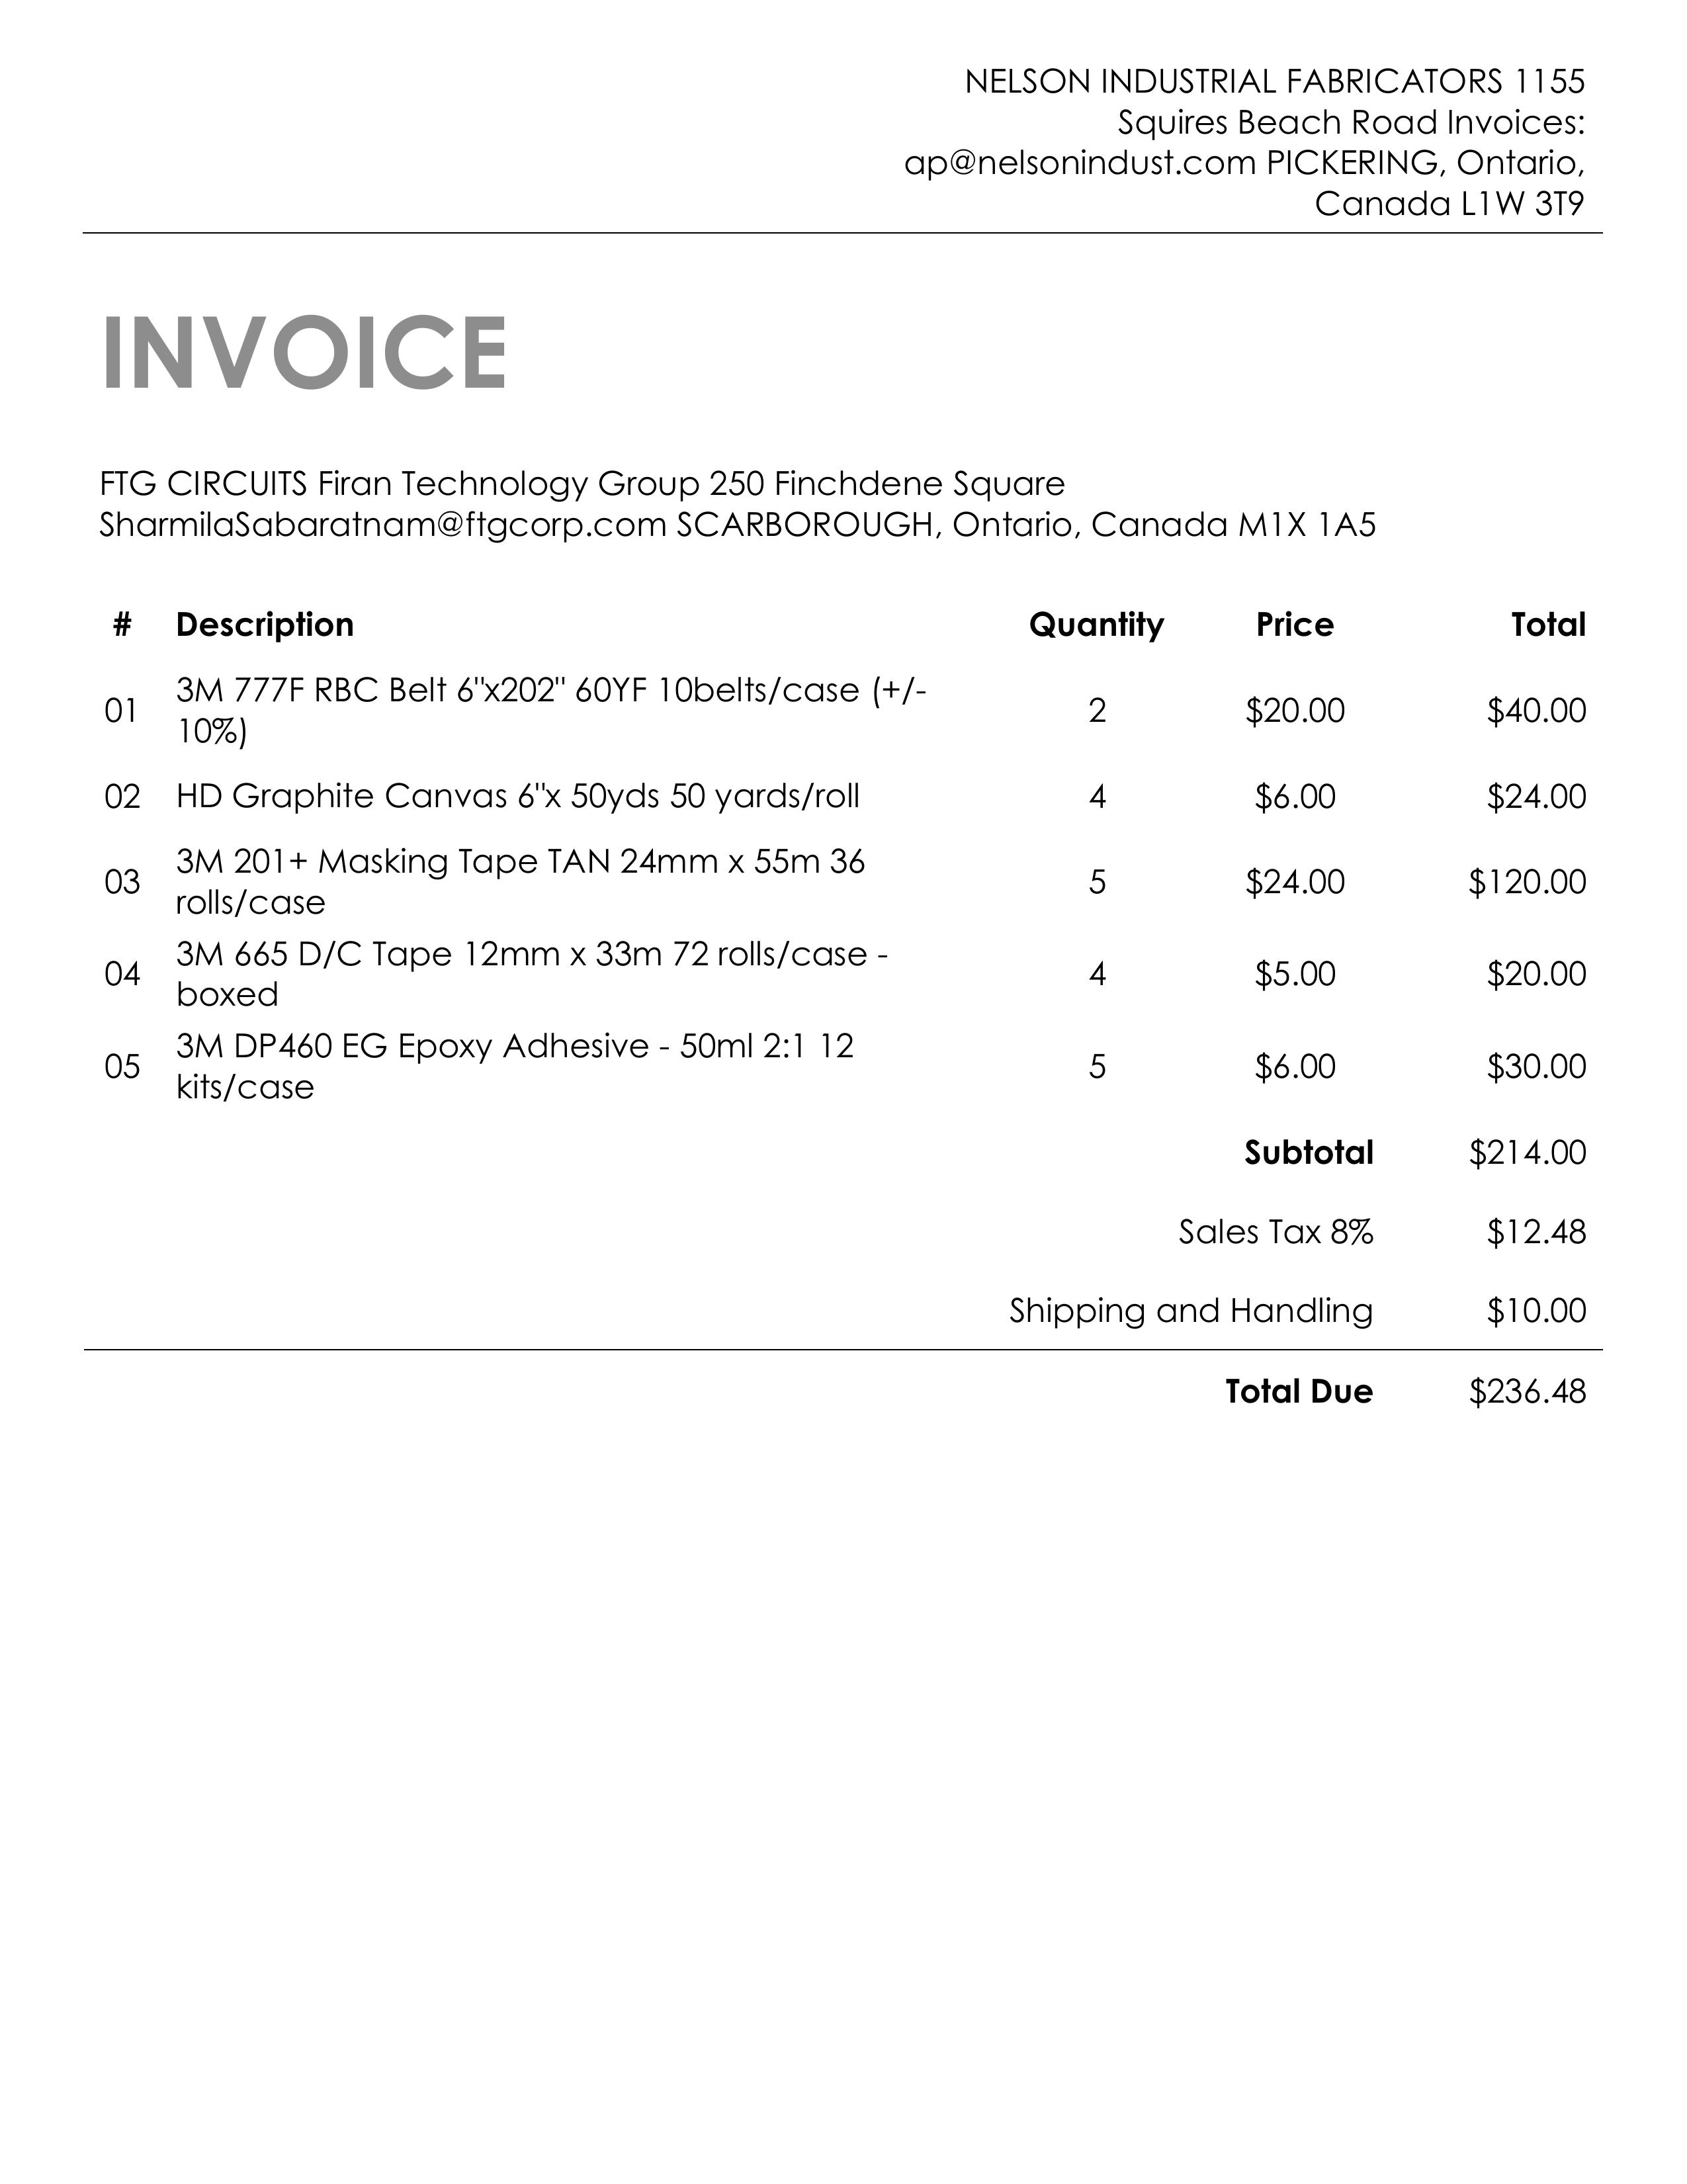 NELSON INDUSTRIAL FABRICATORS 1155
Squires Beach Road Invoices:
ap@nelsonindust.com PICKERING, Ontario,
Canada L1W 3T9
INVOICE
FTG CIRCUITS Firan Technology Group 250 Finchdene Square
SharmilaSabaratnam@ftgcorp.com SCARBOROUGH, Ontario, Canada M1X 1A5
# Description Quantity Price Total
01 3M 777F RBC Belt 6"x202" 60YF 10belts/case (+/-
10%) 2 $20.00 $40.00
02 HD Graphite Canvas 6"x 50yds 50 yards/roll 4 $6.00 $24.00
03 3M 201+ Masking Tape TAN 24mm x 55m 36
rolls/case 5 $24.00 $120.00
04 3M 665 D/C Tape 12mm x 33m 72 rolls/case -
boxed 4 $5.00 $20.00
05 3M DP460 EG Epoxy Adhesive - 50ml 2:1 12
kits/case 5 $6.00 $30.00
Subtotal $214.00
Sales Tax 8% $12.48
Shipping and Handling $10.00
Total Due $236.48